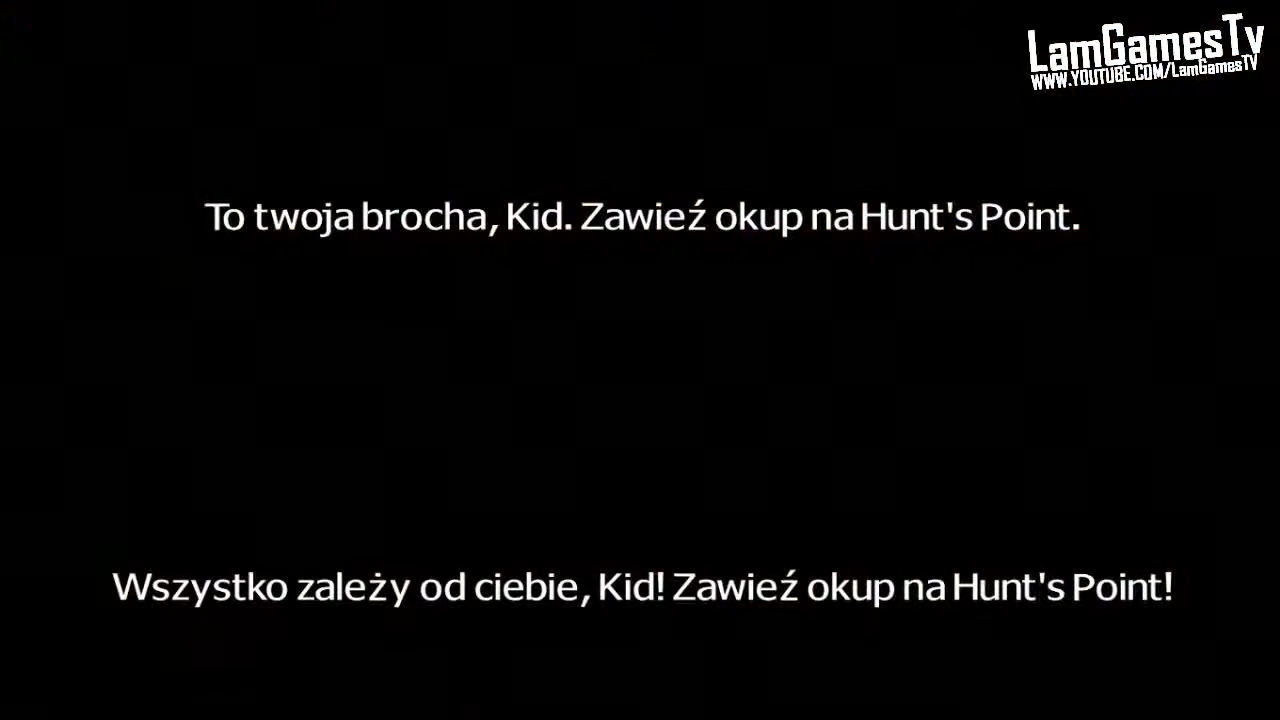 LamGamesTv
WWW.YOUTUBE.COM/LamGamesTV
To twoja brocha, Kid. Zawieź okup na Hunt's Point.
Wszystko zależy od ciebie, Kid! Zawieź okup na Hunt's Point!